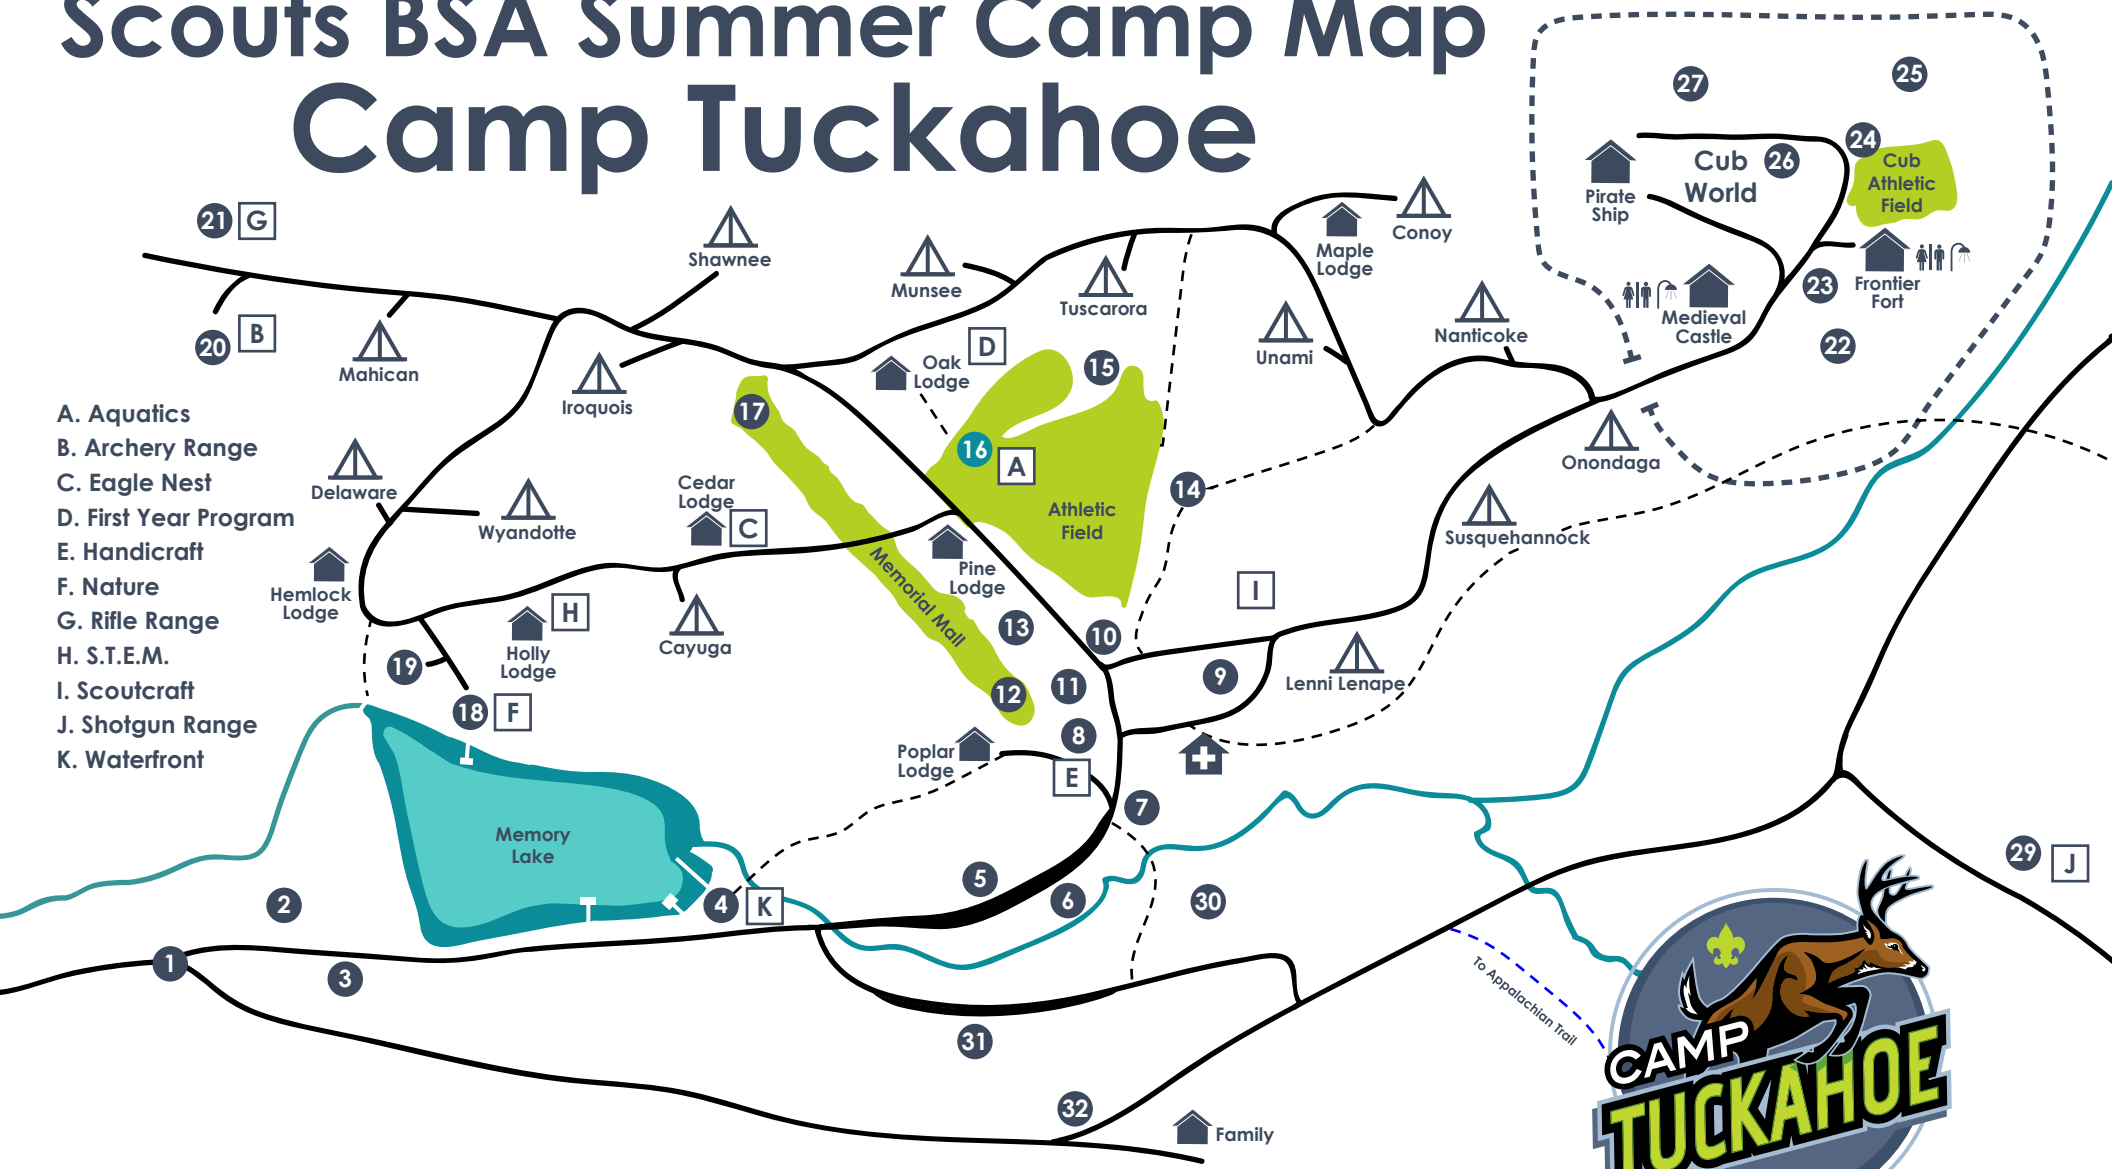 Scouts BSA Summer Camp Map
Camp Tuckahoe
27
25
24
26
Cub
World
Cub
Athletic
Field
Pirate
Ship
21 G
Shawnee
Munsee
Tuscarora
Maple
Lodge
Conoy
Frontier
Fort
23
Medieval
Castle
22
20 B
Mahican
Iroquois
Oak
Lodge
D
15
Unami
Nanticoke
17
16
A
A. Aquatics
B. Archery Range
C. Eagle Nest
D. First Year Program
E. Handicraft
F. Nature
G. Rifle Range
H. S.T.E.M.
I. Scoutcraft
J. Shotgun Range
K. Waterfront
Delaware
Wyandotte
Cedar
Lodge
C
Athletic
Field
14
Onondaga
Susquehannock
Hemlock
Lodge
Holly
Lodge
H
Cayuga
Memorial Mall
Pine
Lodge
13
10
I
19
18 F
12
11
9
Lenni Lenape
8
Poplar
Lodge
E
7
Memory
Lake
5
6
30
29 J
2
4 K
1
3
31
32
Family
To Appalachian Trail
CAMP
TUCKAHOE